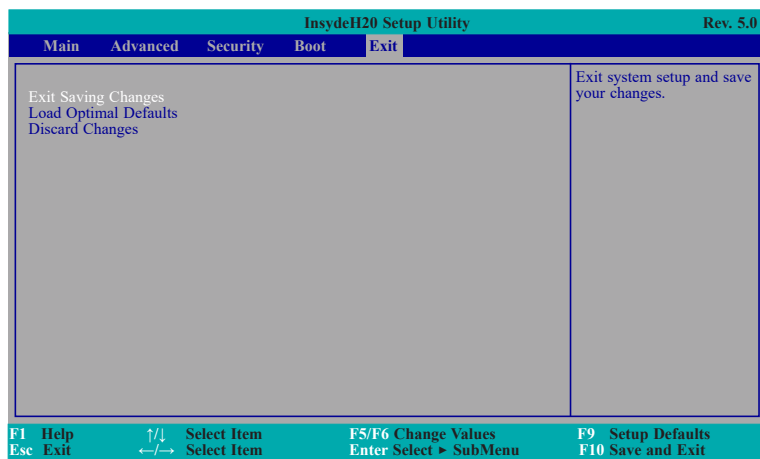 InsydeH20 Setup Utility Rev. 5.0
Main Advanced Security Boot Exit
Exit Saving Changes
Load Optimal Defaults
Discard Changes
Exit system setup and save
your changes.
F1 Help ↑/↓ Select Item F5/F6 Change Values F9 Setup Defaults
Esc Exit ←/→ Select Item Enter Select ► SubMenu F10 Save and Exit